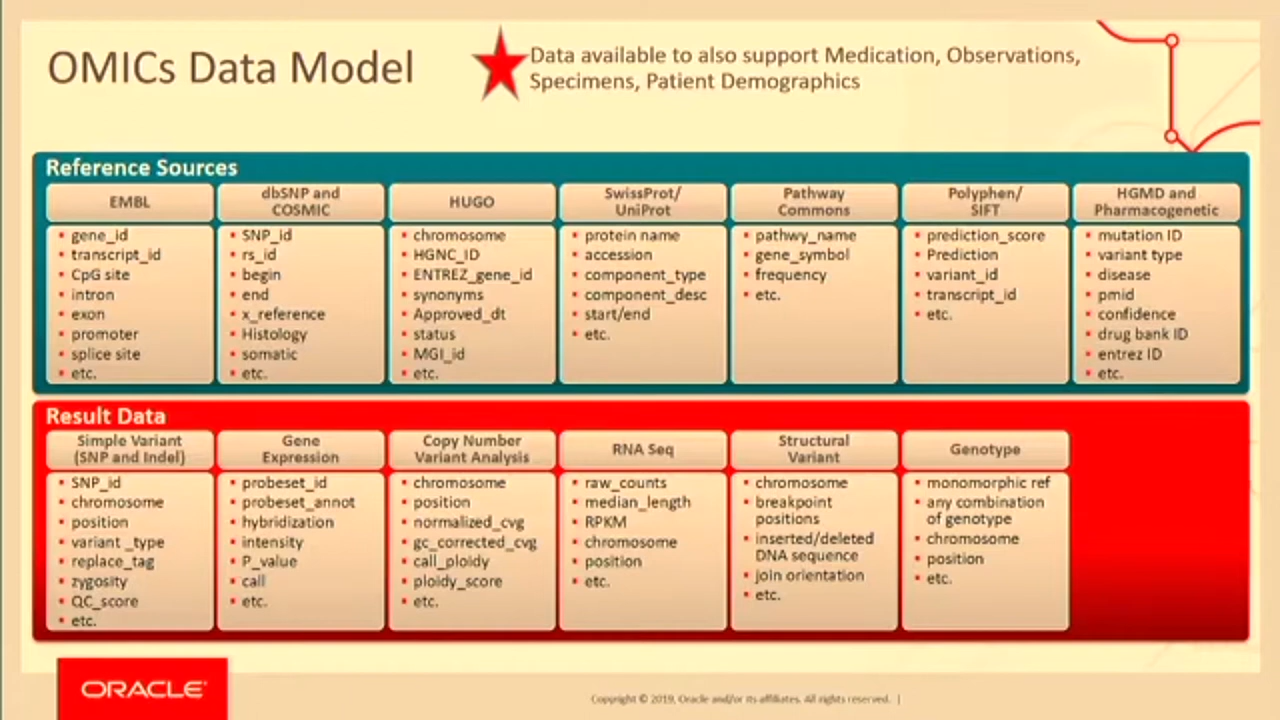 OMICs Data Model
Data available to also support Medication, Observations,
Specimens, Patient Demographics
Reference Sources
EMBL
gene_id
transcript_id
CpG site
intron
exon
promoter
splice site
etc.
dbSNP and
COSMIC
SNP_id
rs_id
begin
end
x_reference
Histology
somatic
etc.
HUGO
chromosome
HGNC_ID
ENTREZ_gene_id
synonyms
Approved_dt
status
MGI_id
etc.
SwissProt/
UniProt
protein name
accession
component_type
component_desc
start/end
etc.
Pathway
Commons
pathwy_name
gene_symbol
frequency
etc.
Polyphen/
SIFT
prediction_score
Prediction
variant_id
transcript_id
etc.
HGMD and
Pharmacogenetic
mutation ID
variant type
disease
pmid
confidence
drug bank ID
entrez ID
etc.
Result Data
Simple Variant
(SNP and Indel)
SNP_id
chromosome
position
variant _type
replace_tag
zygosity
QC_score
etc.
Gene
Expression
probeset_id
probeset_annot
hybridization
intensity
P_value
call
etc.
Copy Number
Variant Analysis
chromosome
position
normalized_cvg
gc_corrected_cvg
call_ploidy
ploidy_score
etc.
RNA Seq
raw_counts
median_length
RPKM
chromosome
position
etc.
Structural
Variant
chromosome
breakpoint
positions
inserted/deleted
DNA sequence
join orientation
etc.
Genotype
monomorphic ref
any combination
of genotype
chromosome
position
etc.
ORACLE
Copyright © 2019, Oracle and/or its affiliates. All rights reserved. |